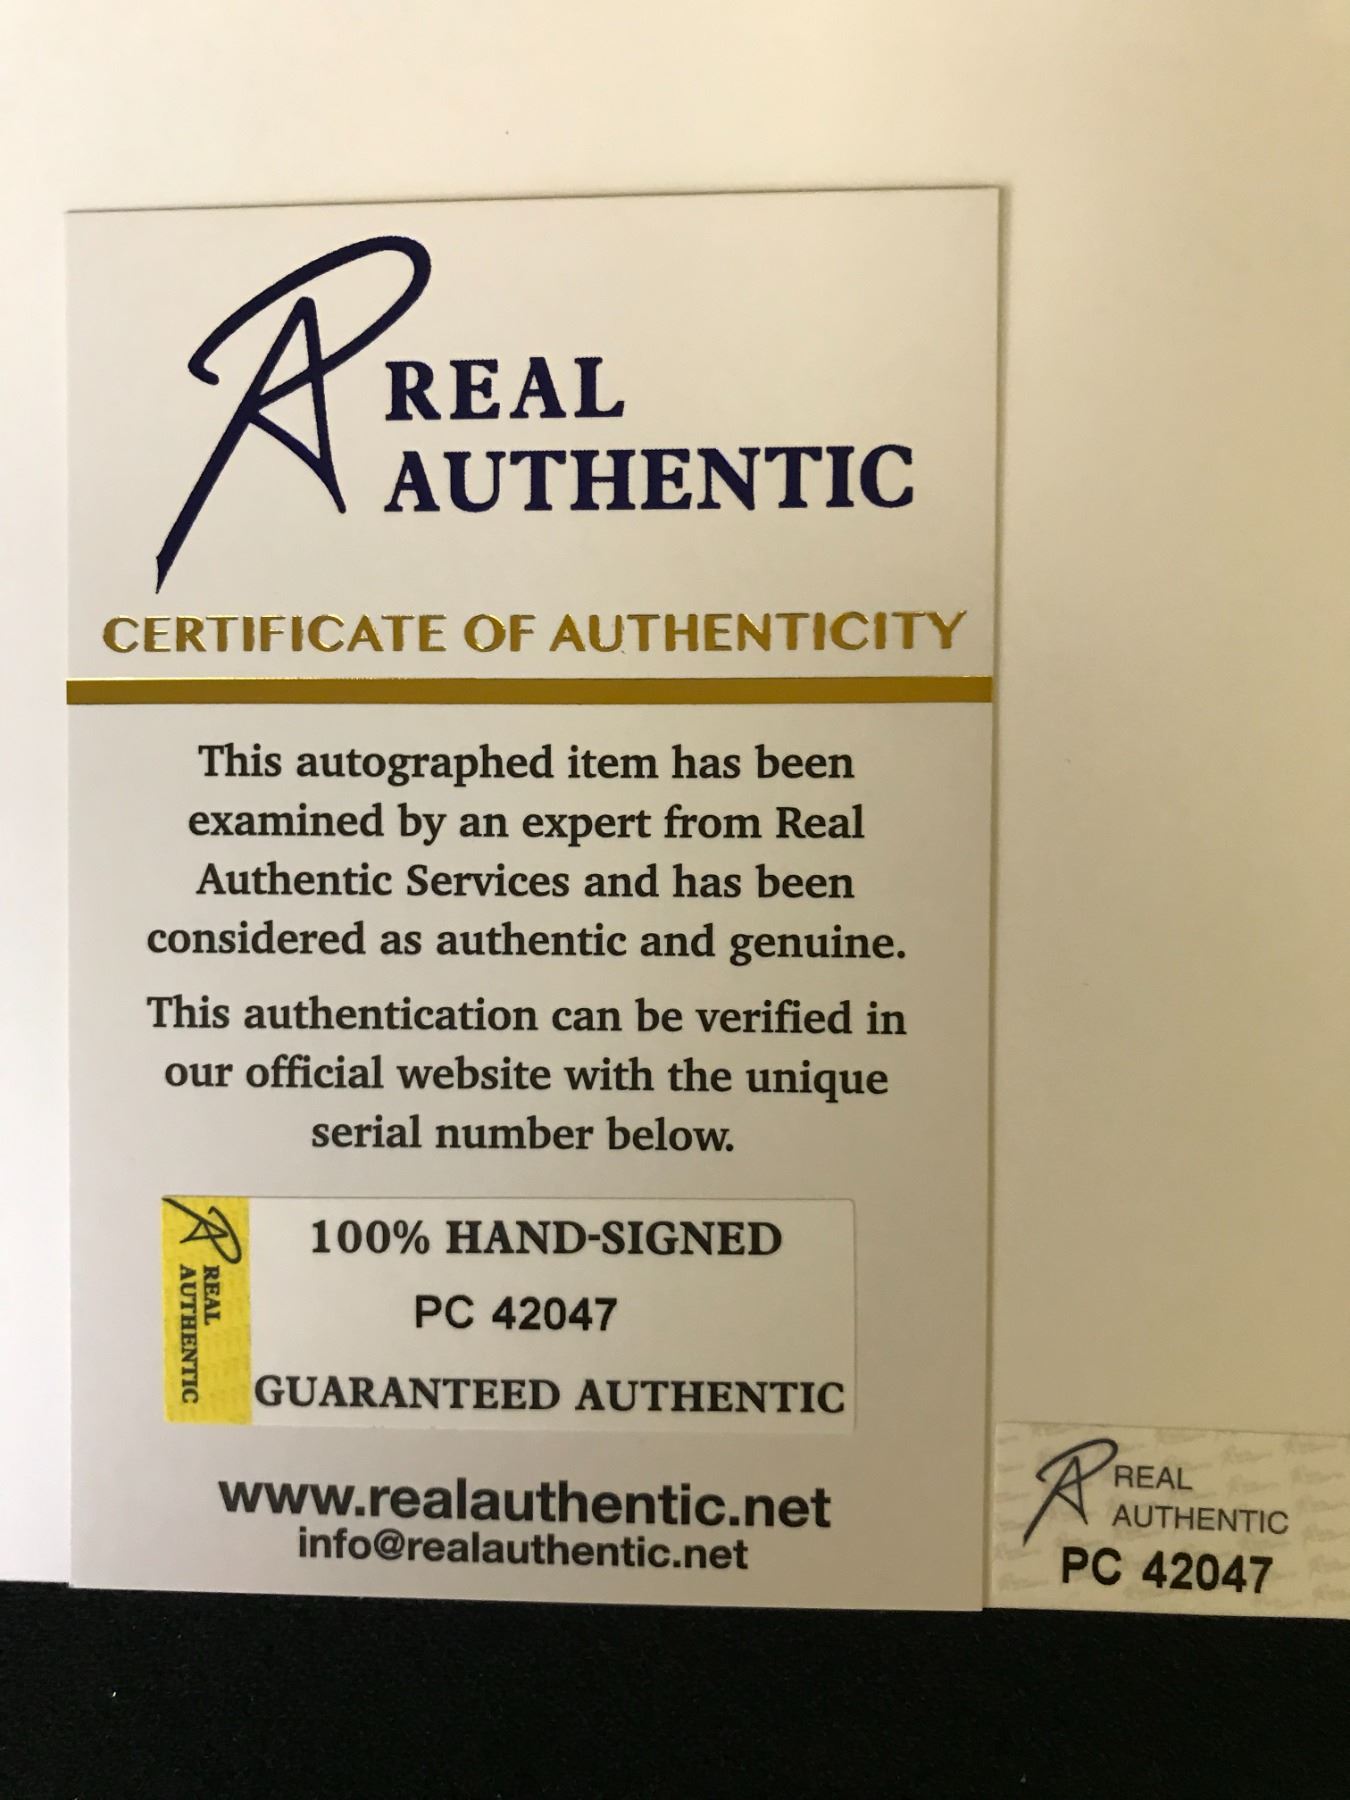 REAL
AUTHENTIC
CERTIFICATE OF AUTHENTICITY
This autographed item has been
examined by an expert from Real
Authentic Services and has been
considered as authentic and genuine.
This authentication can be verified in
our official website with the unique
serial number below.
REAL
AUTHENTIC
100% HAND-SIGNED
PC 42047
GUARANTEED AUTHENTIC
www.realauthentic.net
info@realauthentic.net
REAL
AUTHENTIC
PC 42047